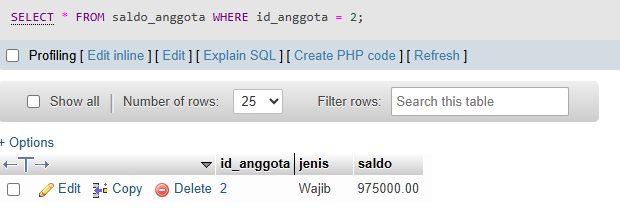 SELECT * FROM saldo_anggota WHERE id_anggota = 2;
Profiling [ Edit inline ] [ Edit ] [ Explain SQL ] [ Create PHP code ] [ Refresh ]
Show all Number of rows: 25 Filter rows: Search this table
+ Options
id_anggota jenis saldo
Edit Copy Delete 2 Wajib 975000.00